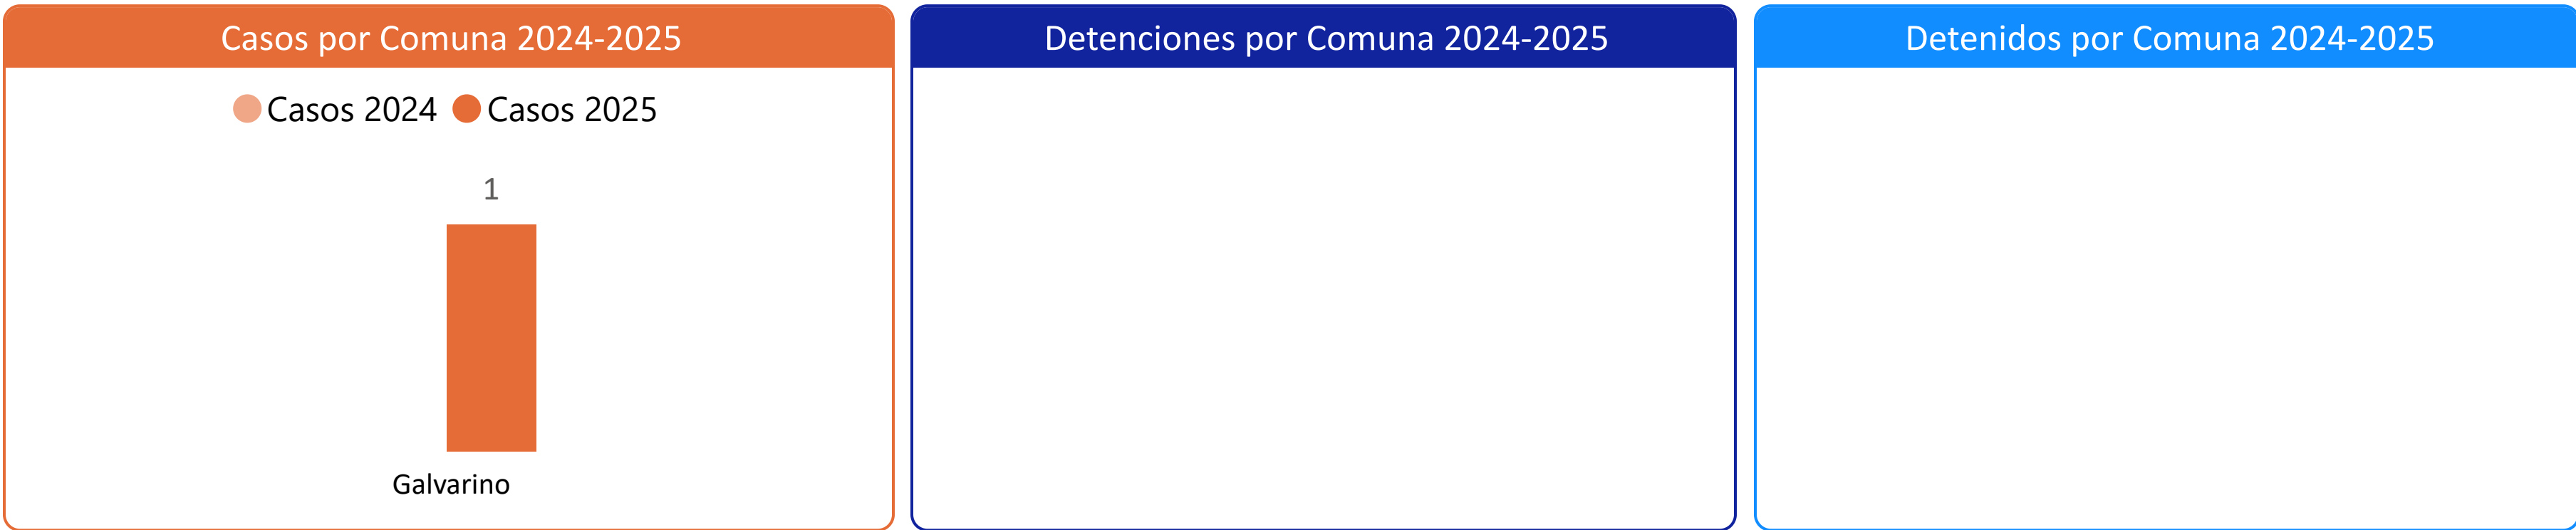 Casos por Comuna 2024-2025
Casos 2024 Casos 2025
1
Galvarino
Detenciones por Comuna 2024-2025
Detenidos por Comuna 2024-2025